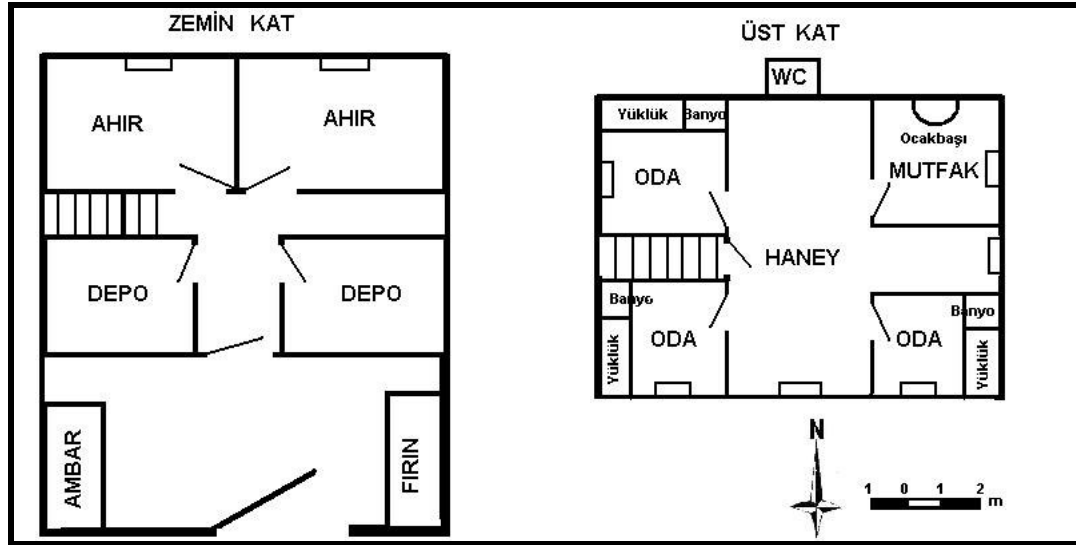 ZEMİN KAT
AHIR
AHIR
DEPO
DEPO
AMBAR
FIRIN
ÜST KAT
WC
Yüklük
Banyo
Ocakbaşı
ODA
MUTFAK
HANEY
Banyo
Banyo
ODA
ODA
Yüklük
Yüklük
N
1 0 1 2 m